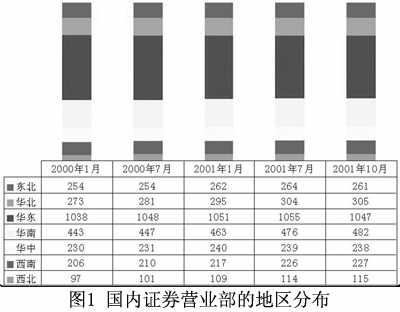 2000年1月 2000年7月 2001年1月 2001年7月 2001年10月
东北 254 254 262 264 261
华北 273 281 295 304 305
华东 1038 1048 1051 1055 1047
华南 443 447 463 476 482
华中 230 231 240 239 238
西南 206 210 217 226 227
西北 97 101 109 114 115
图1 国内证券营业部的地区分布